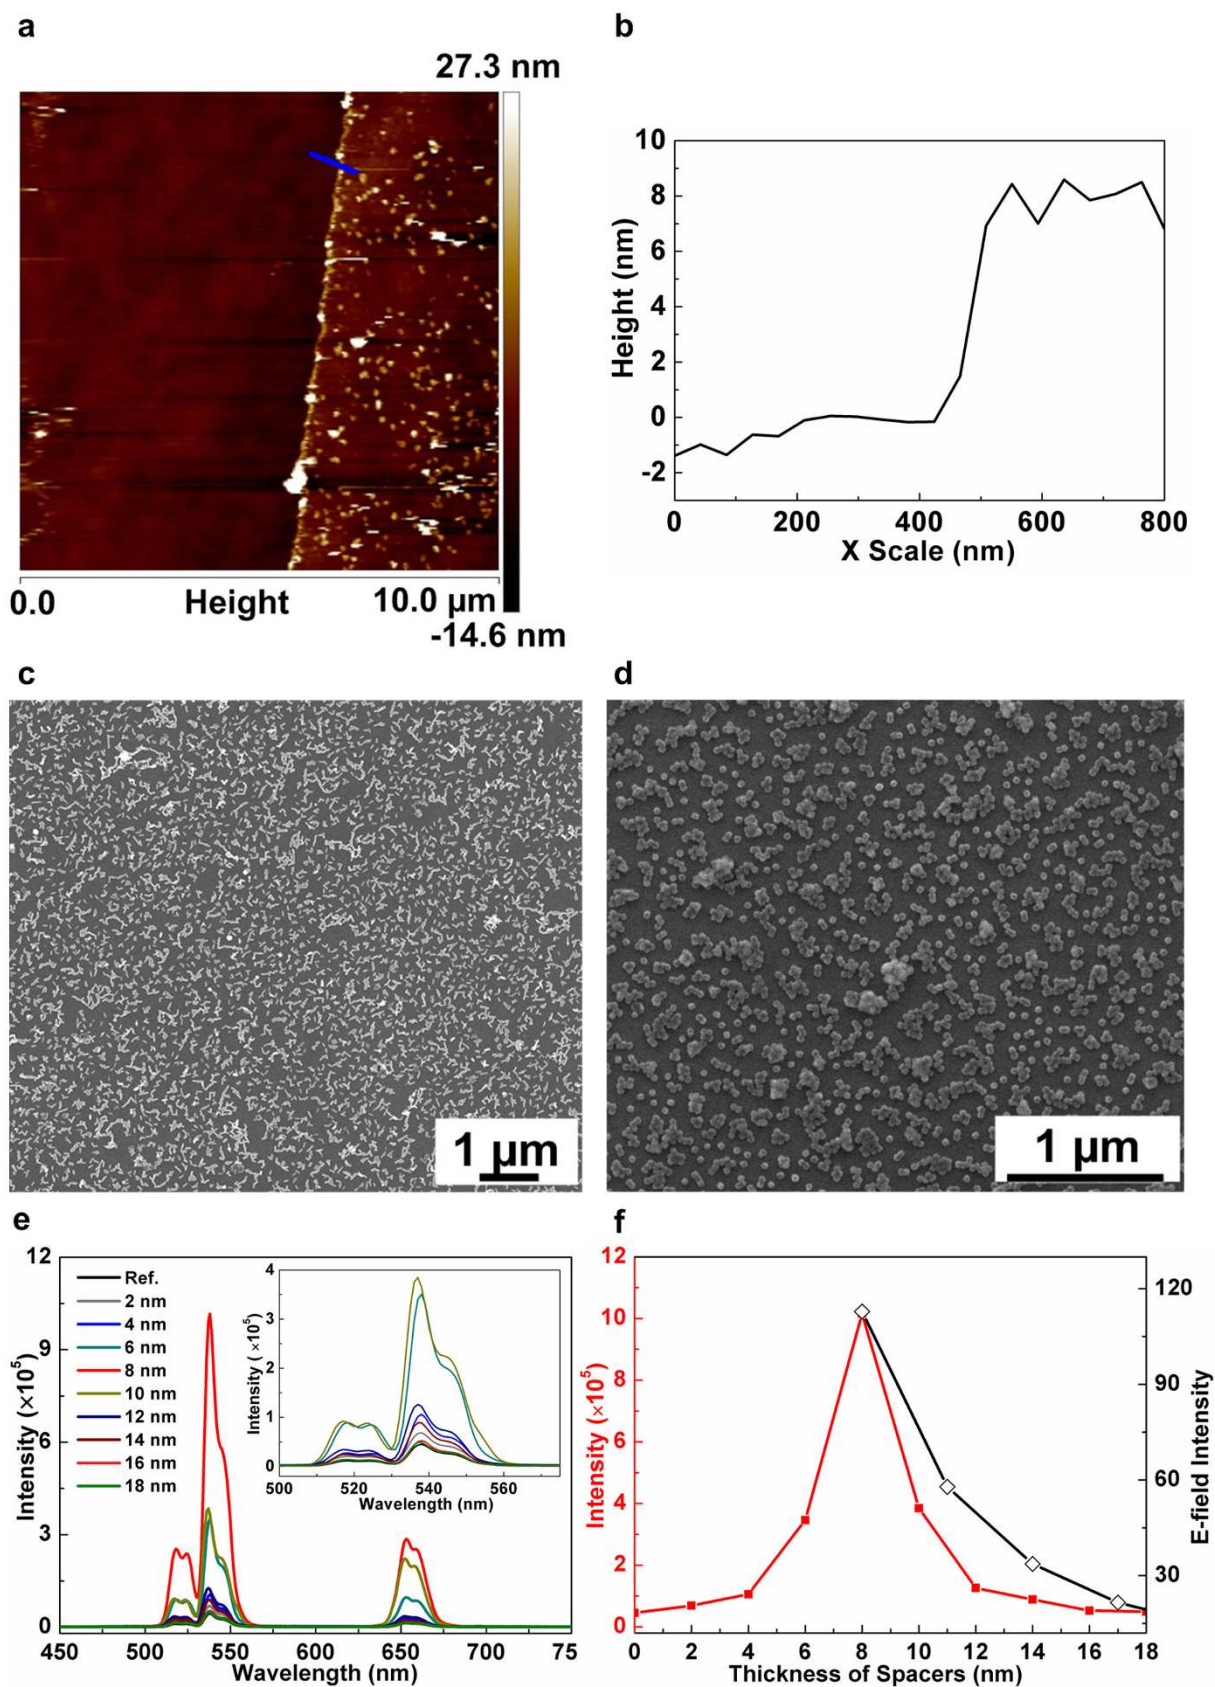 a
27.3 nm
0.0
Height
10.0 µm
-14.6 nm
b
10
8
6
4
2
0
-2
Height (nm)
0
200
400
600
800
X Scale (nm)
c
1 µm
d
1 µm
e
12
9
6
3
0
Intensity (×10⁵)
Ref.
2 nm
4 nm
6 nm
8 nm
10 nm
12 nm
14 nm
16 nm
18 nm
4
3
2
1
0
Intensity (×10⁵)
500
520
540
560
Wavelength (nm)
450
500
550
600
650
700
75
Wavelength (nm)
f
12
10
8
6
4
2
0
Intensity (×10⁵)
120
90
60
30
E-field Intensity
0
2
4
6
8
10
12
14
16
18
Thickness of Spacers (nm)